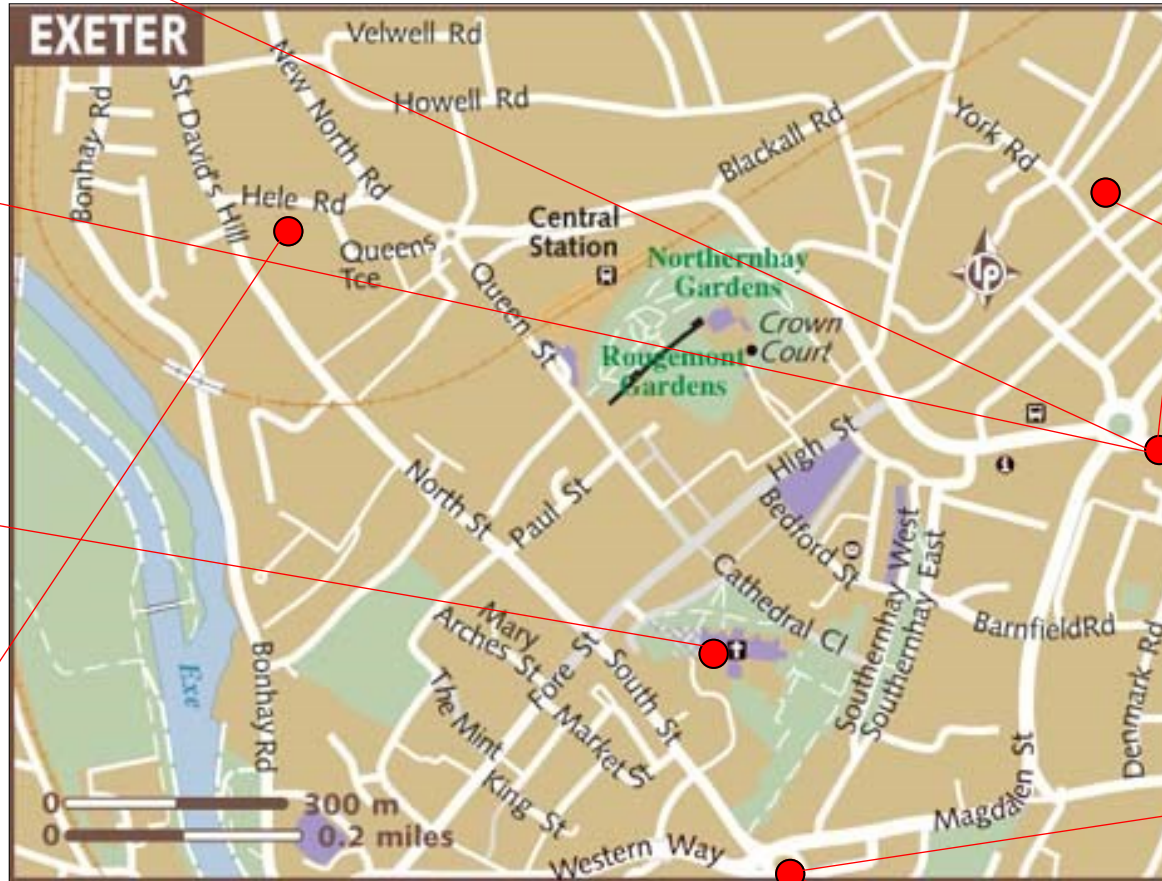 EXETER
Velwell Rd
Howell Rd
New North Rd
St David's Hill
Bonhay Rd
Blackall Rd
York Rd
Hele Rd
Queens
Tce
Central
Station
Northernhay
Gardens
LP
Queen St
Crown
Court
Rougemont
Gardens
High St
North St
Paul St
Bedford St
Southernhay West
Southernhay East
Cathedral Cl
BarnfieldRd
Denmark Rd
Mary
Arches St
Fore St
South St
Exe
Bonhay Rd
The Mint
Market St
King St
Magdalen St
Western Way
0 300 m
0 0.2 miles